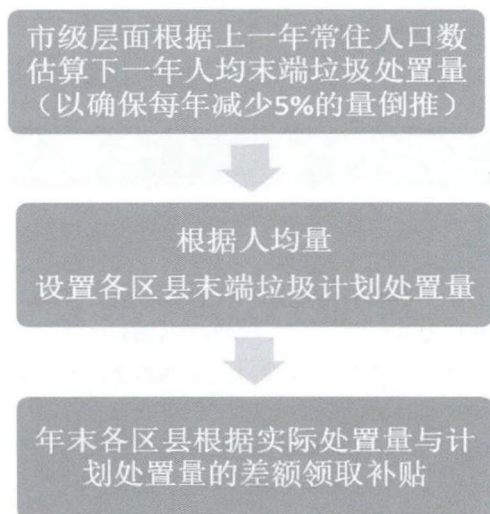 市级层面根据上一年常住人口数
估算下一年人均末端垃圾处置量
（以确保每年减少5%的量倒推）
根据人均量
设置各区县末端垃圾计划处置量
年末各区县根据实际处置量与计
划处置量的差额领取补贴